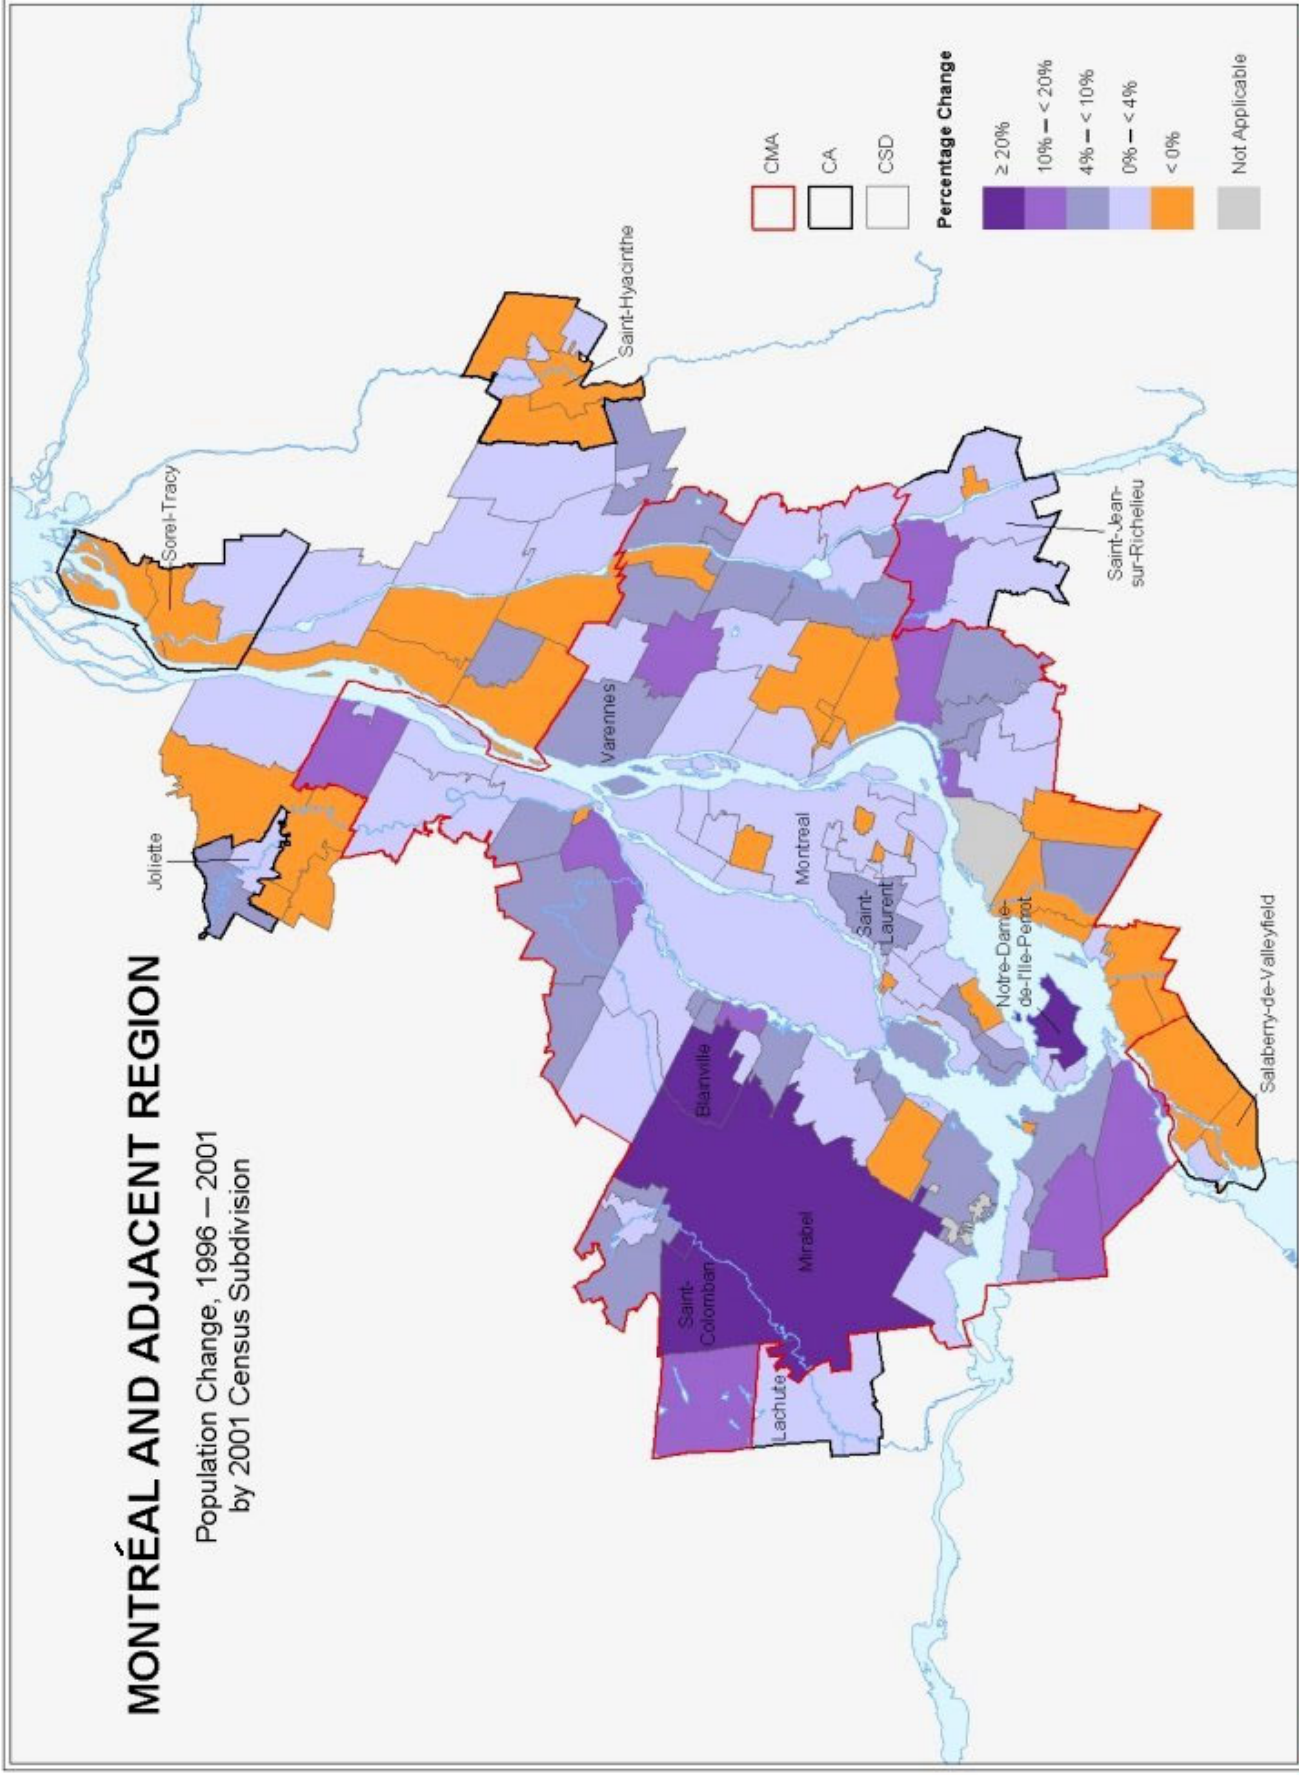 MONTRÉAL AND ADJACENT REGION
Population Change, 1996 – 2001
by 2001 Census Subdivision
Joliette
Sorel-Tracy
Saint-Hyacinthe
Varennes
Saint-Jean-
sur-Richelieu
Montreal
Saint-
Laurent
Notre-Dame-
de-l'Ile-Perrot
Blainville
Mirabel
Saint-
Colomban
Lachute
Salaberry-de-Valleyfield
CMA
CA
CSD
Percentage Change
≥ 20%
10% – < 20%
4% – < 10%
0% – < 4%
< 0%
Not Applicable